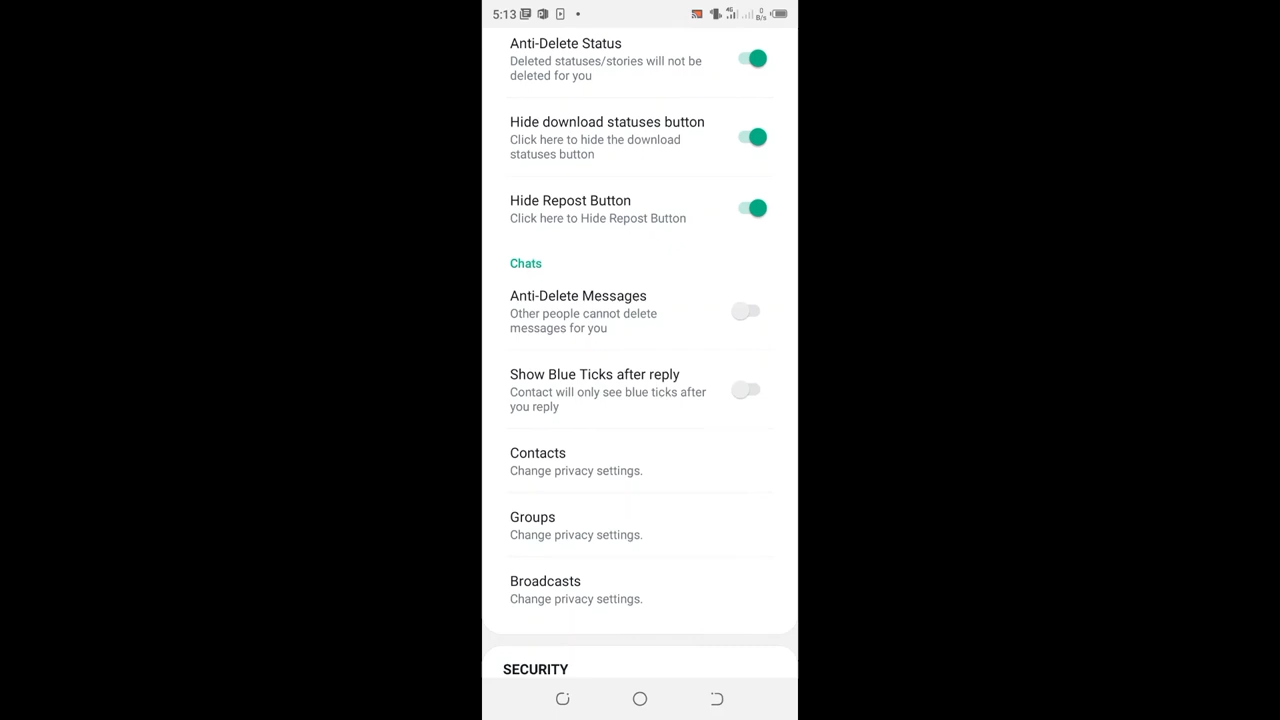 5:13
4G
0
B/s
Anti-Delete Status
Deleted statuses/stories will not be
deleted for you
Hide download statuses button
Click here to hide the download
statuses button
Hide Repost Button
Click here to Hide Repost Button
Chats
Anti-Delete Messages
Other people cannot delete
messages for you
Show Blue Ticks after reply
Contact will only see blue ticks after
you reply
Contacts
Change privacy settings.
Groups
Change privacy settings.
Broadcasts
Change privacy settings.
SECURITY